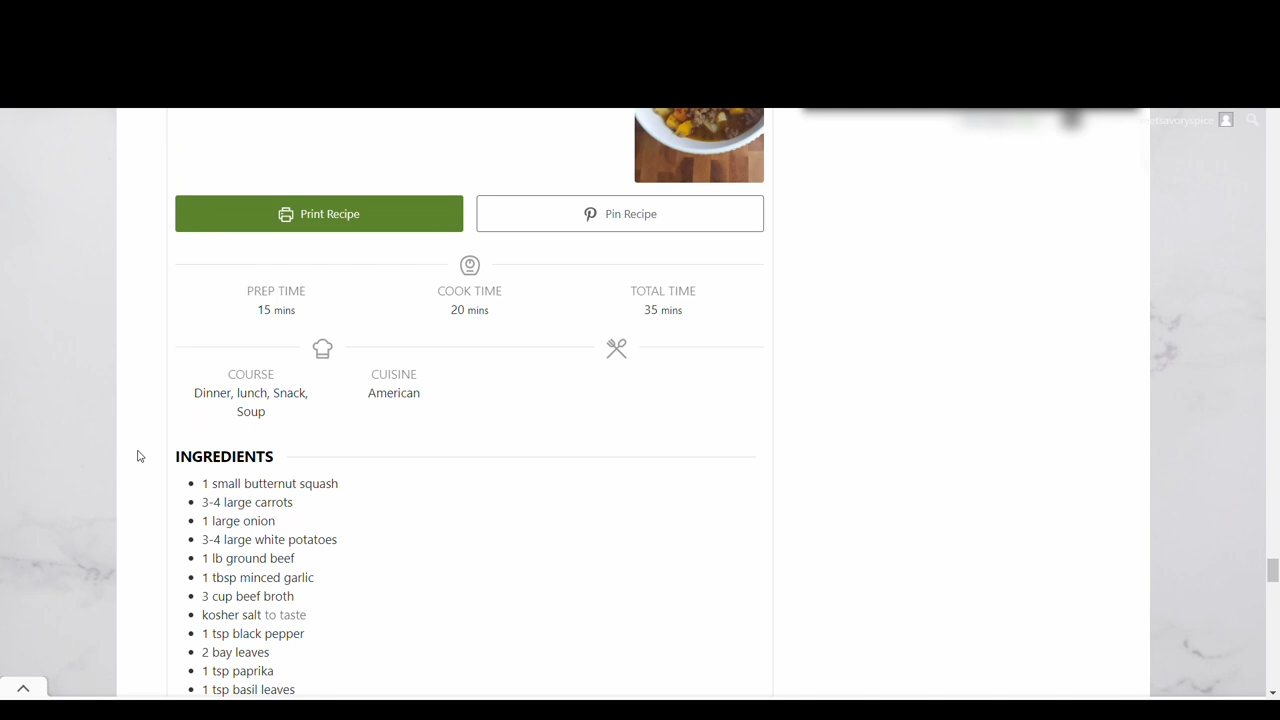 etsavoryspice
Print Recipe
Pin Recipe
PREP TIME
COOK TIME
TOTAL TIME
15 mins
20 mins
35 mins
COURSE
CUISINE
Dinner, lunch, Snack,
Soup
American
INGREDIENTS
1 small butternut squash
3-4 large carrots
1 large onion
3-4 large white potatoes
1 lb ground beef
1 tbsp minced garlic
3 cup beef broth
kosher salt to taste
1 tsp black pepper
2 bay leaves
1 tsp paprika
1 tsp basil leaves